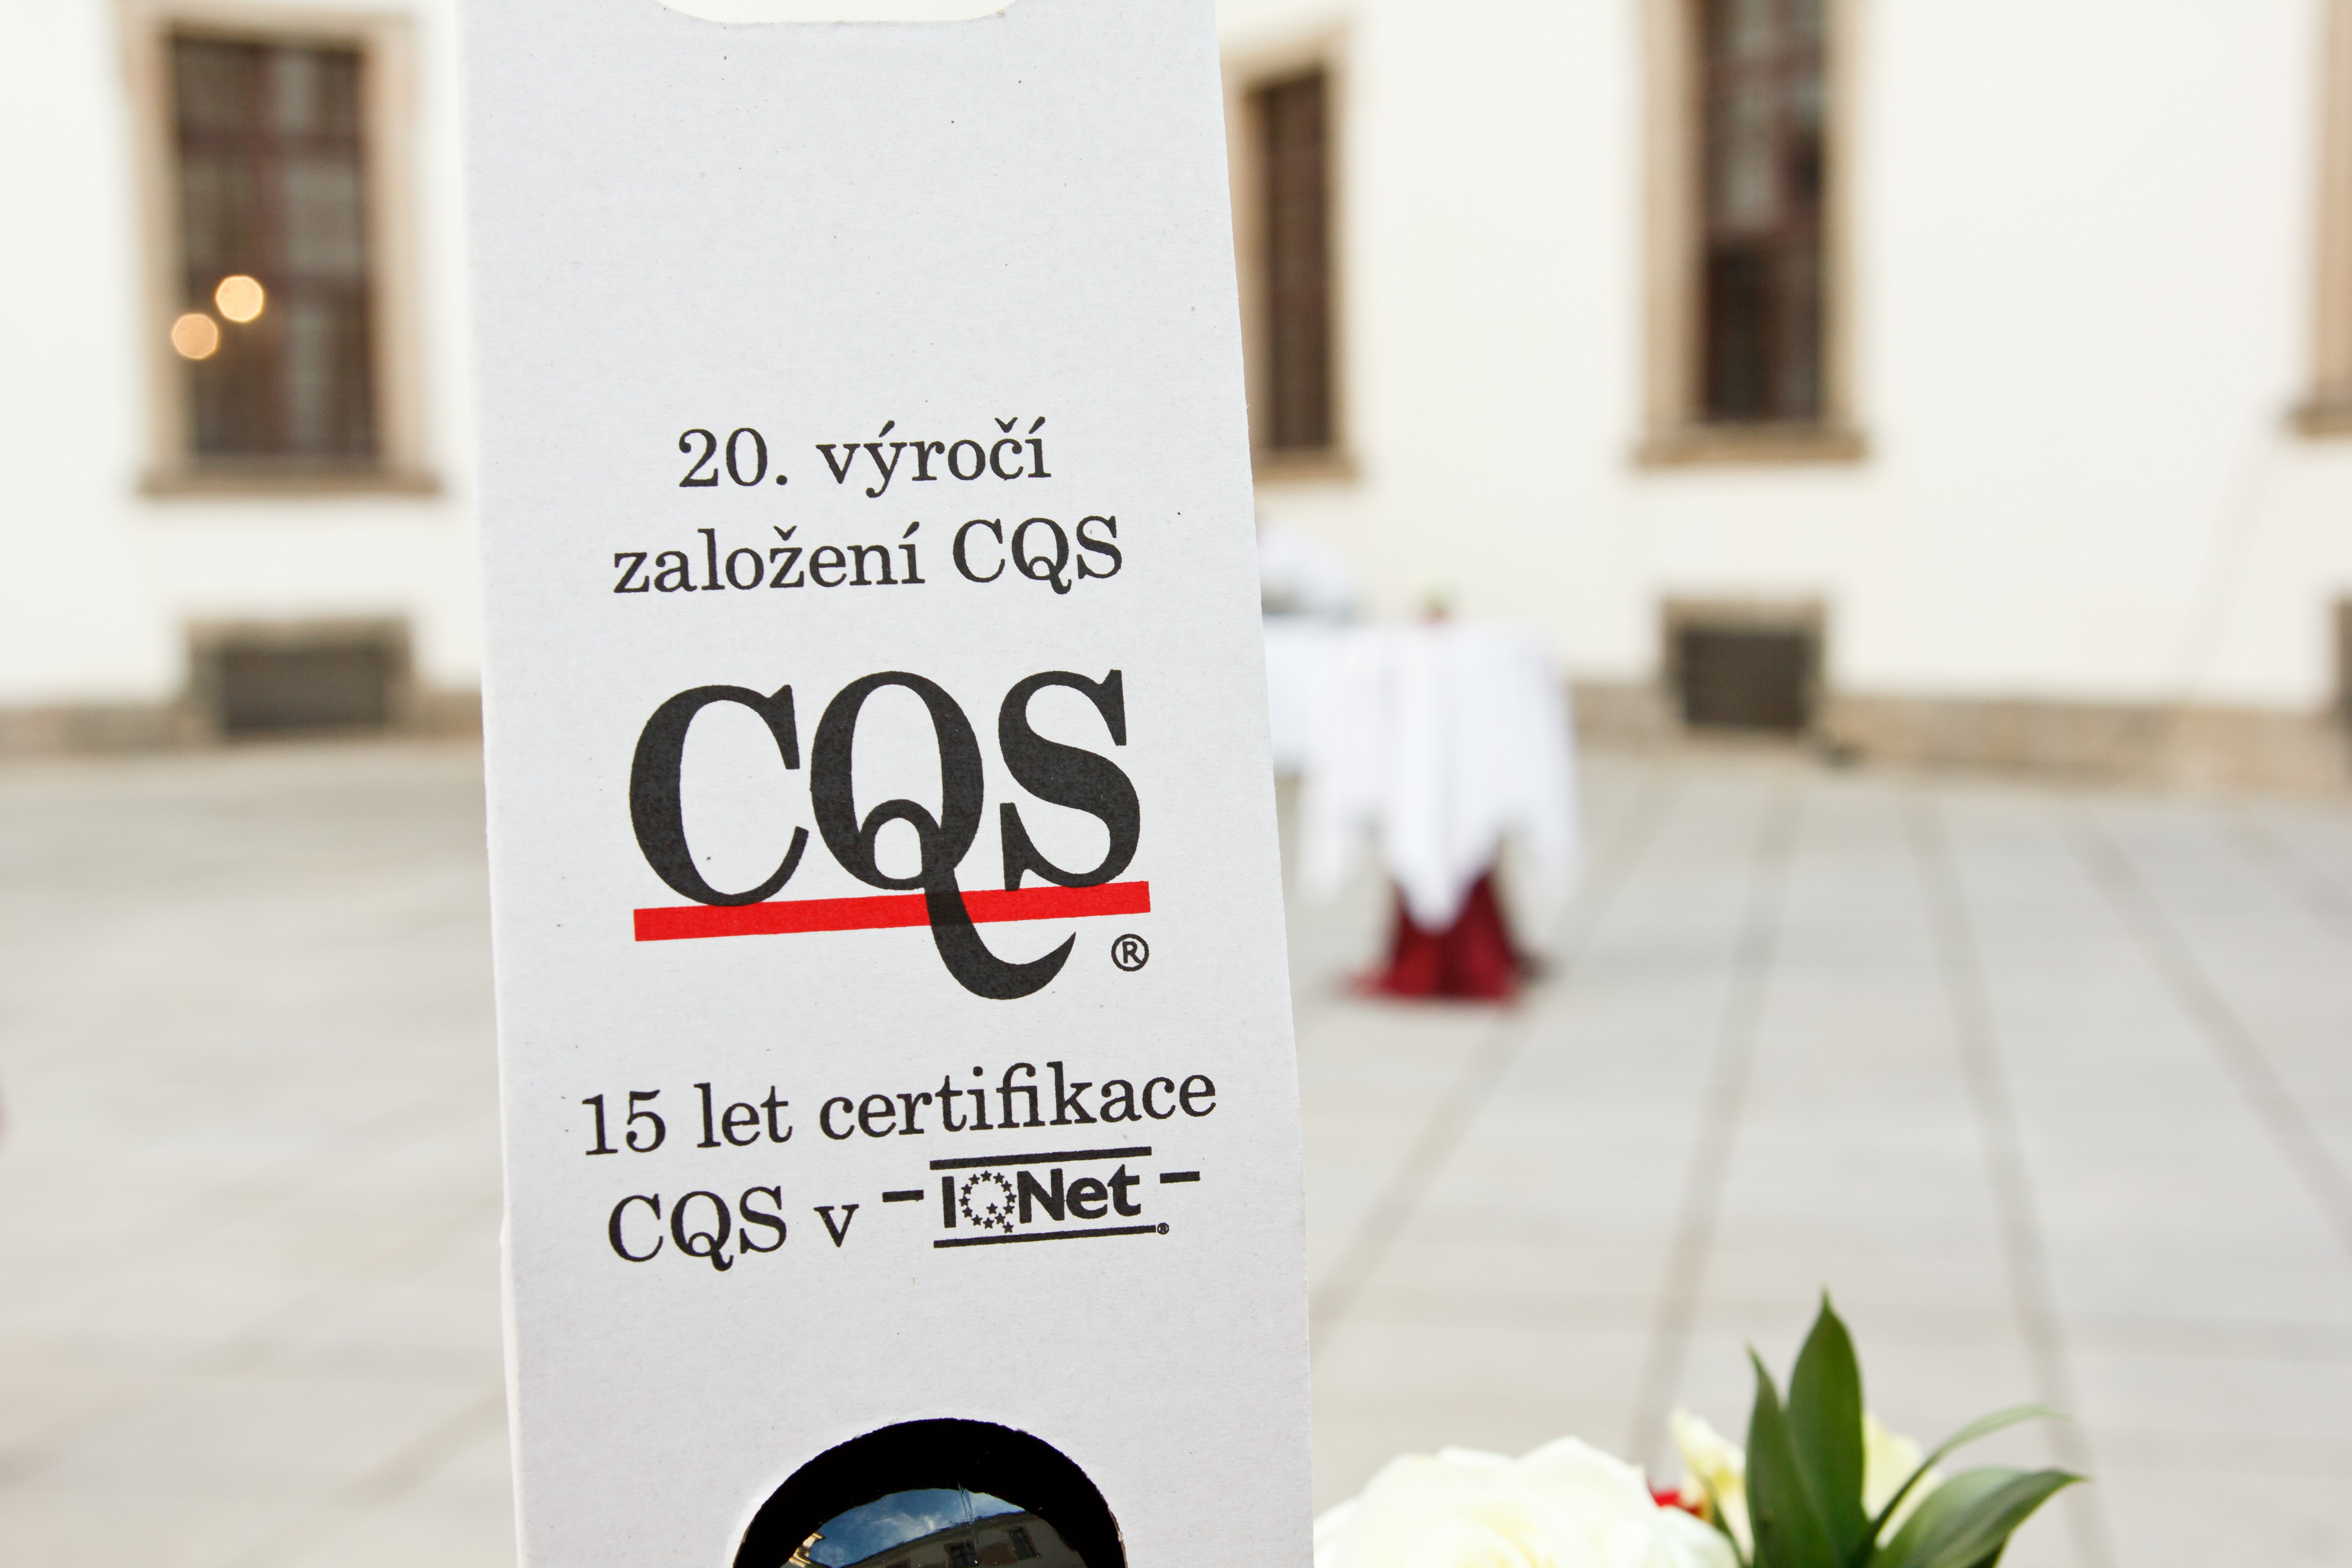 20. výročí
založení CQS
CQS
®
15 let certifikace
CQS v - IQNet -
®